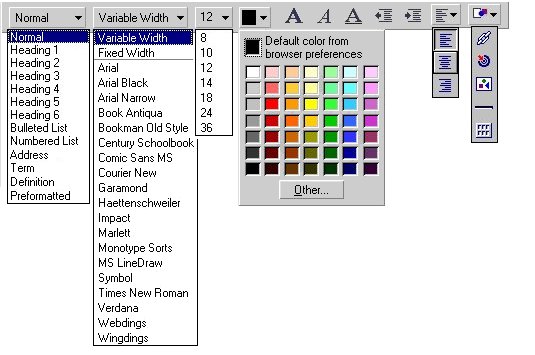 Normal
Variable Width
12
A A A
Normal
Heading 1
Heading 2
Heading 3
Heading 4
Heading 5
Heading 6
Bulleted List
Numbered List
Address
Term
Definition
Preformatted
Variable Width
Fixed Width
Arial
Arial Black
Arial Narrow
Book Antiqua
Bookman Old Style
Century Schoolbook
Comic Sans MS
Courier New
Garamond
Haettenschweiler
Impact
Marlett
Monotype Sorts
MS LineDraw
Symbol
Times New Roman
Verdana
Webdings
Wingdings
8
10
12
14
18
24
36
Default color from
browser preferences
Other...